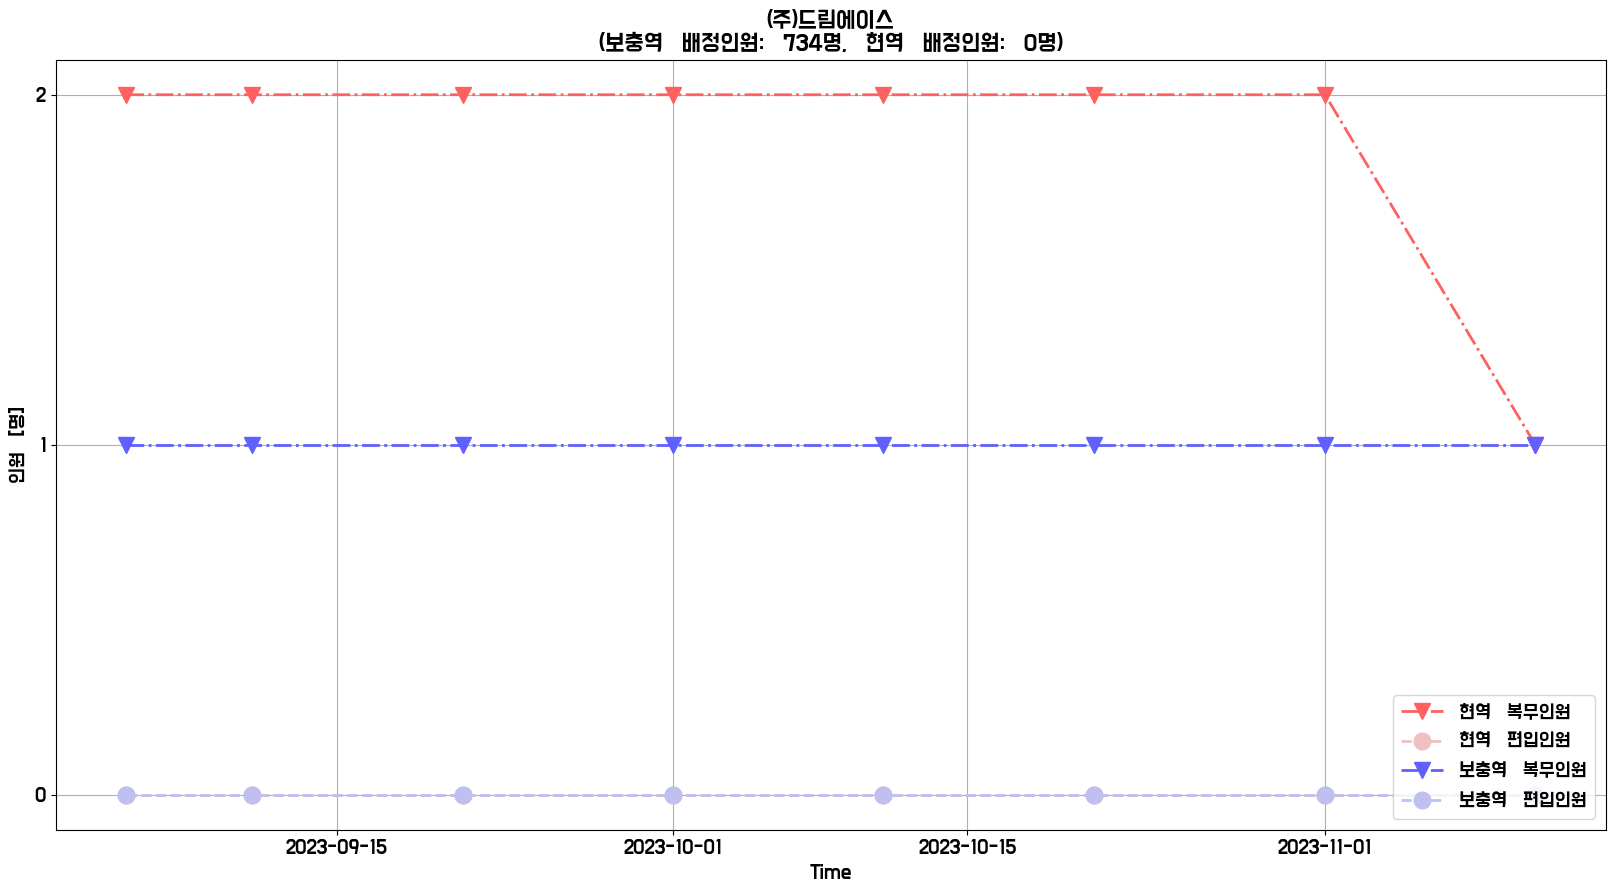 (주)드림에이스
(보충역 배정인원: 734명, 현역 배정인원: 0명)
2
1
0
인원 [명]
현역 복무인원
현역 편입인원
보충역 복무인원
보충역 편입인원
2023-09-15 2023-10-01 2023-10-15 2023-11-01
Time